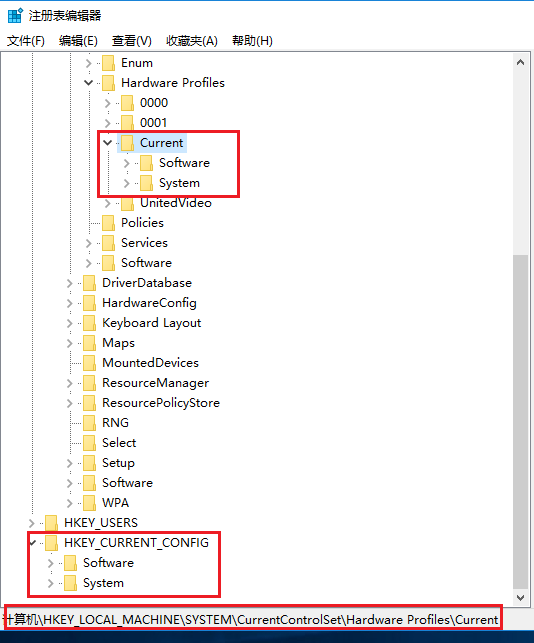 注册表编辑器
文件(F) 编辑(E) 查看(V) 收藏夹(A) 帮助(H)
Enum
Hardware Profiles
0000
0001
Current
Software
System
UnitedVideo
Policies
Services
Software
DriverDatabase
HardwareConfig
Keyboard Layout
Maps
MountedDevices
ResourceManager
ResourcePolicyStore
RNG
Select
Setup
Software
WPA
HKEY_USERS
HKEY_CURRENT_CONFIG
Software
System
计算机\HKEY_LOCAL_MACHINE\SYSTEM\CurrentControlSet\Hardware Profiles\Current